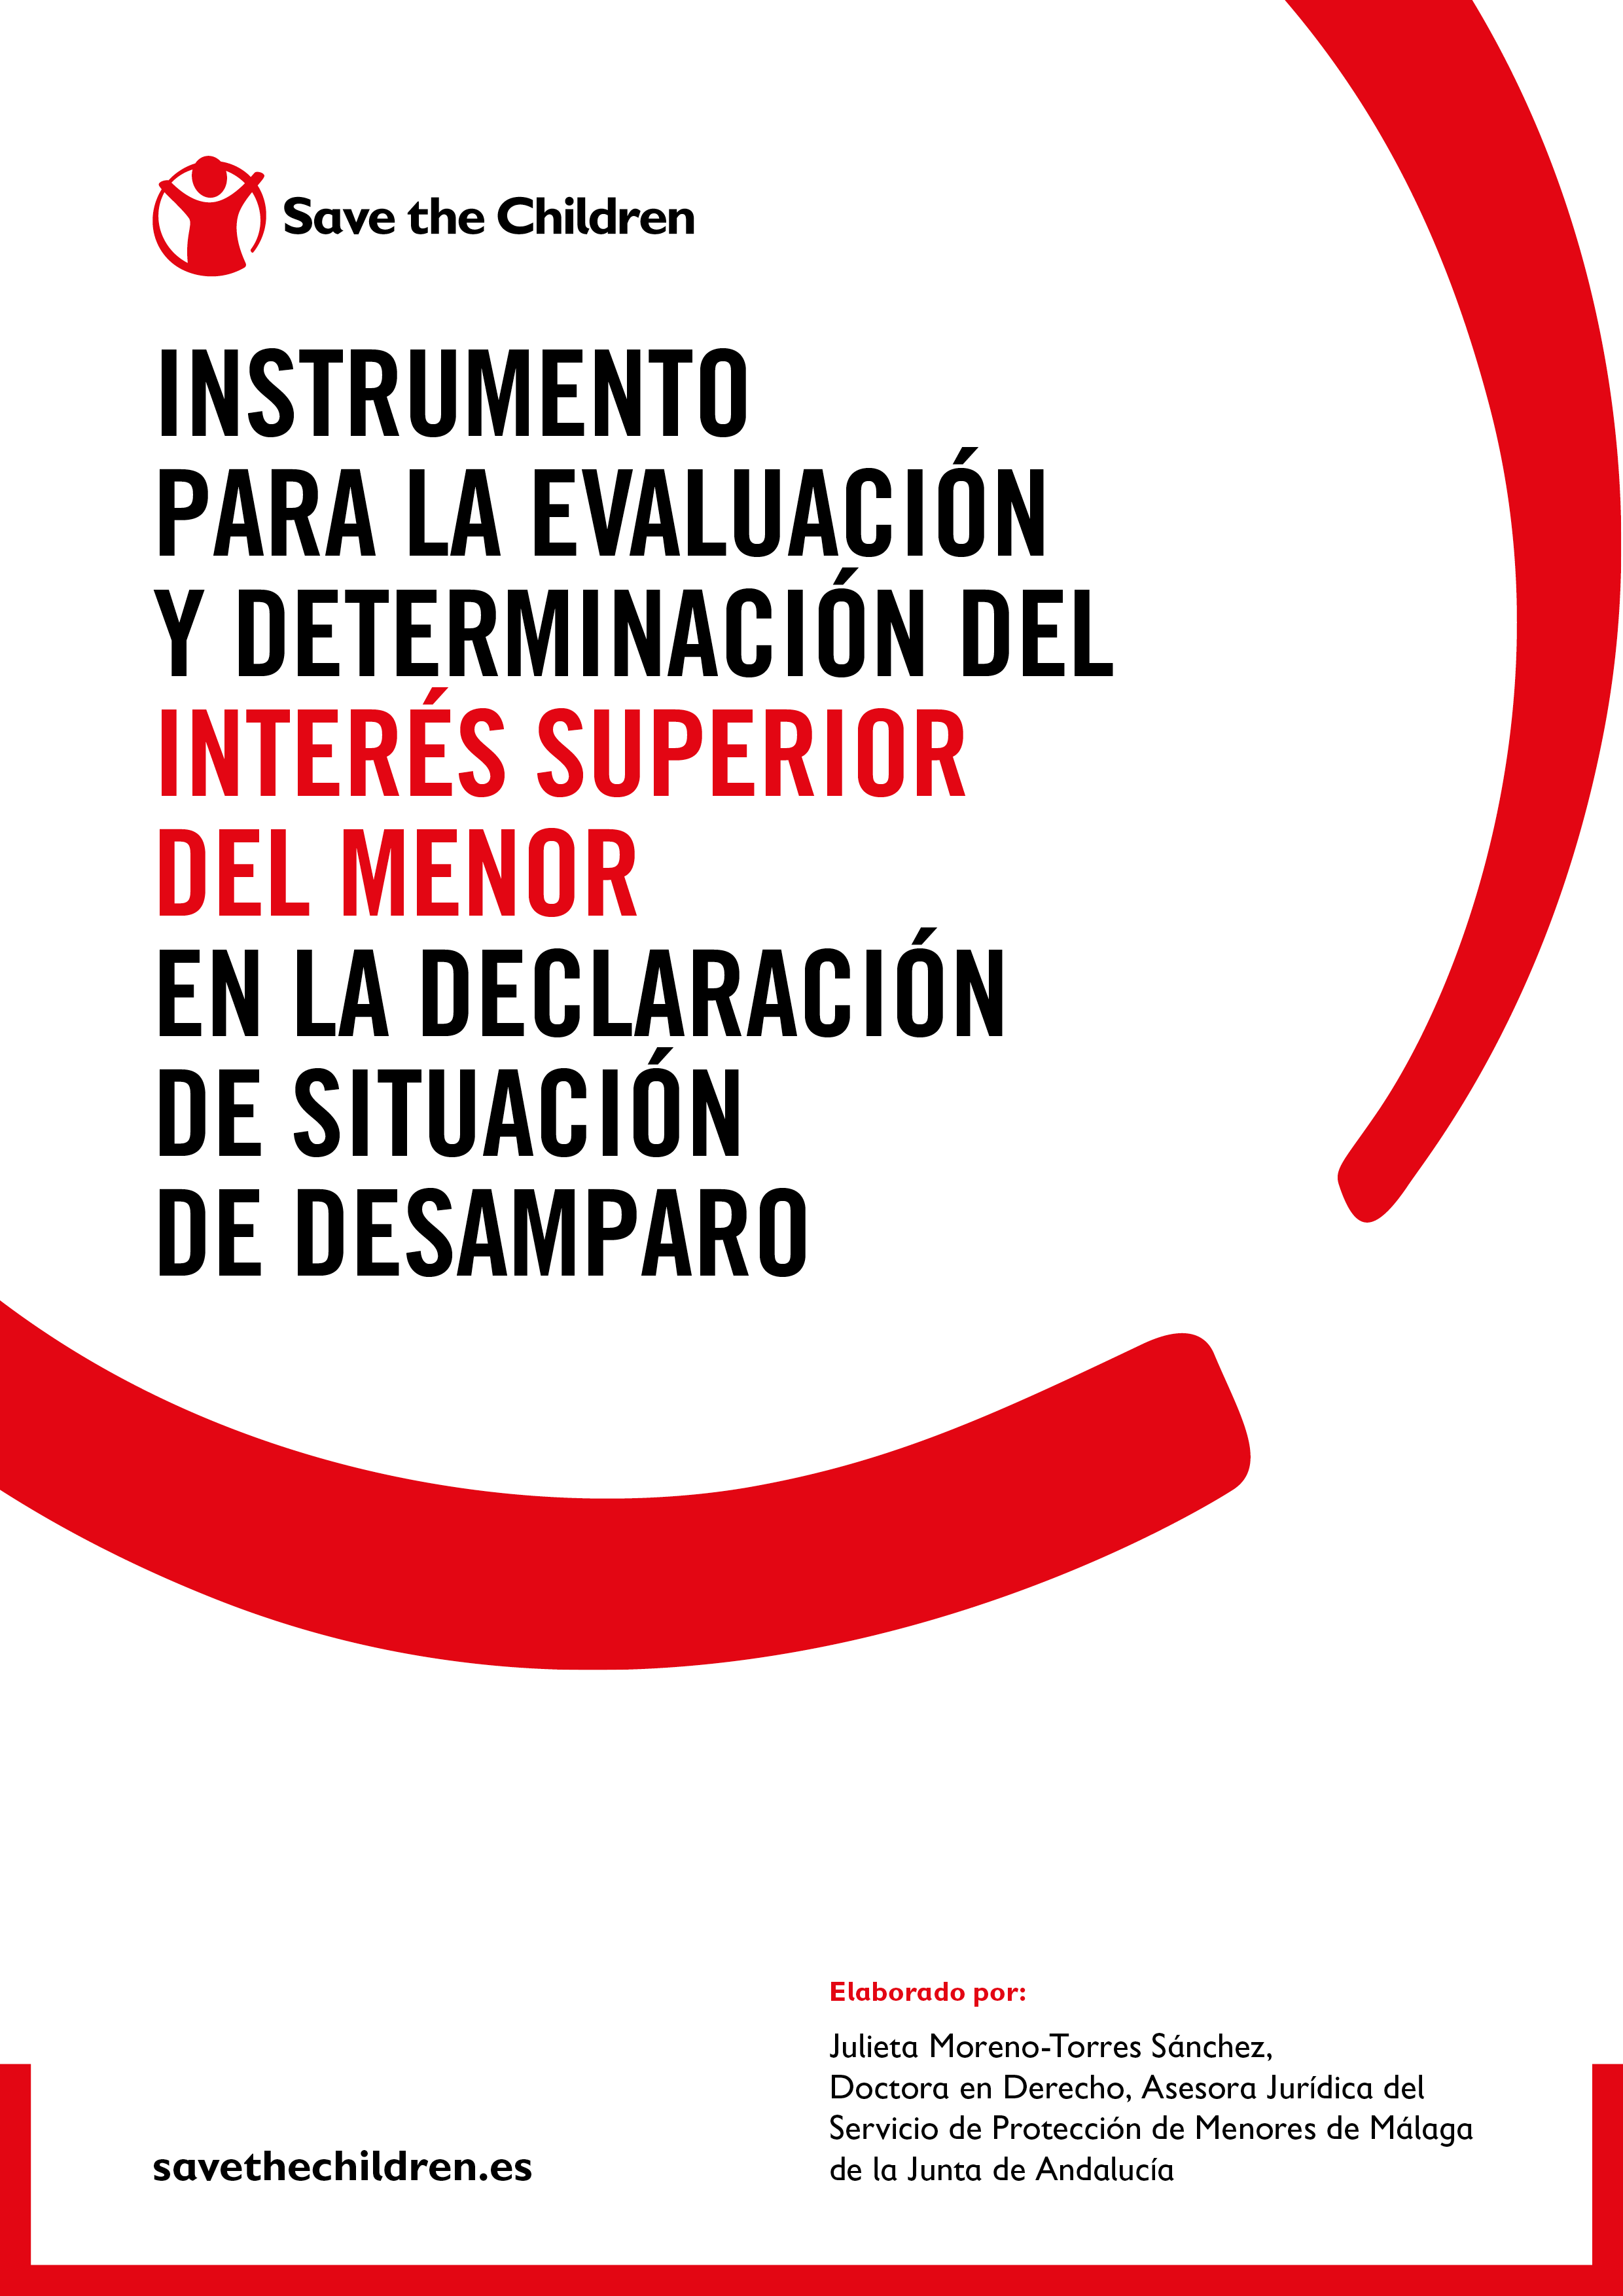 Save the Children
INSTRUMENTO
PARA LA EVALUACIÓN
Y DETERMINACIÓN DEL
INTERÉS SUPERIOR
DEL MENOR
EN LA DECLARACIÓN
DE SITUACIÓN
DE DESAMPARO
Elaborado por:
Julieta Moreno-Torres Sánchez,
Doctora en Derecho, Asesora Jurídica del
Servicio de Protección de Menores de Málaga
de la Junta de Andalucía
savethechildren.es